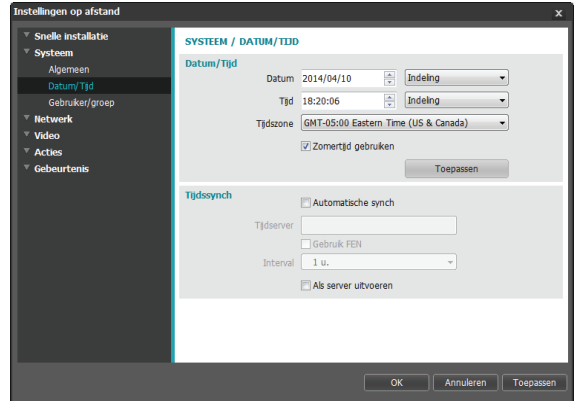 Instellingen op afstand
x
Snelle installatie
Systeem
Algemeen
Datum/Tijd
Gebruiker/groep
Netwerk
Video
Acties
Gebeurtenis
SYSTEEM / DATUM/TIJD
Datum/Tijd
Datum 2014/04/10 Indeling
Tijd 18:20:06 Indeling
Tijdszone GMT-05:00 Eastern Time (US & Canada)
Zomertijd gebruiken
Toepassen
Tijdssynch
Automatische synch
Tijdserver
Gebruik FEN
Interval 1 u.
Als server uitvoeren
OK Annuleren Toepassen